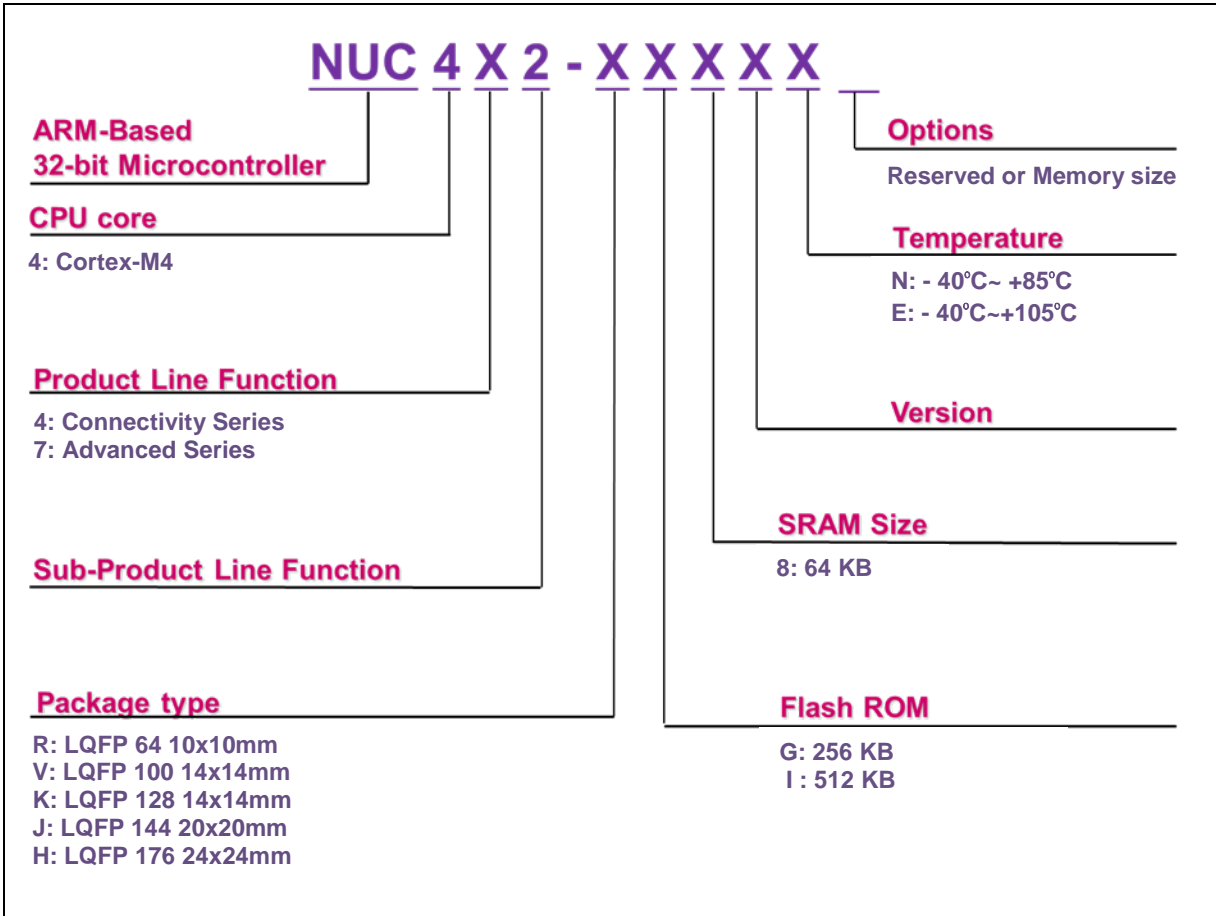 NUC 4 X 2 - X X X X X
ARM-Based
32-bit Microcontroller
CPU core
4: Cortex-M4
Product Line Function
4: Connectivity Series
7: Advanced Series
Sub-Product Line Function
Package type
R: LQFP 64 10x10mm
V: LQFP 100 14x14mm
K: LQFP 128 14x14mm
J: LQFP 144 20x20mm
H: LQFP 176 24x24mm
Options
Reserved or Memory size
Temperature
N: - 40°C~ +85°C
E: - 40°C~+105°C
Version
SRAM Size
8: 64 KB
Flash ROM
G: 256 KB
I : 512 KB